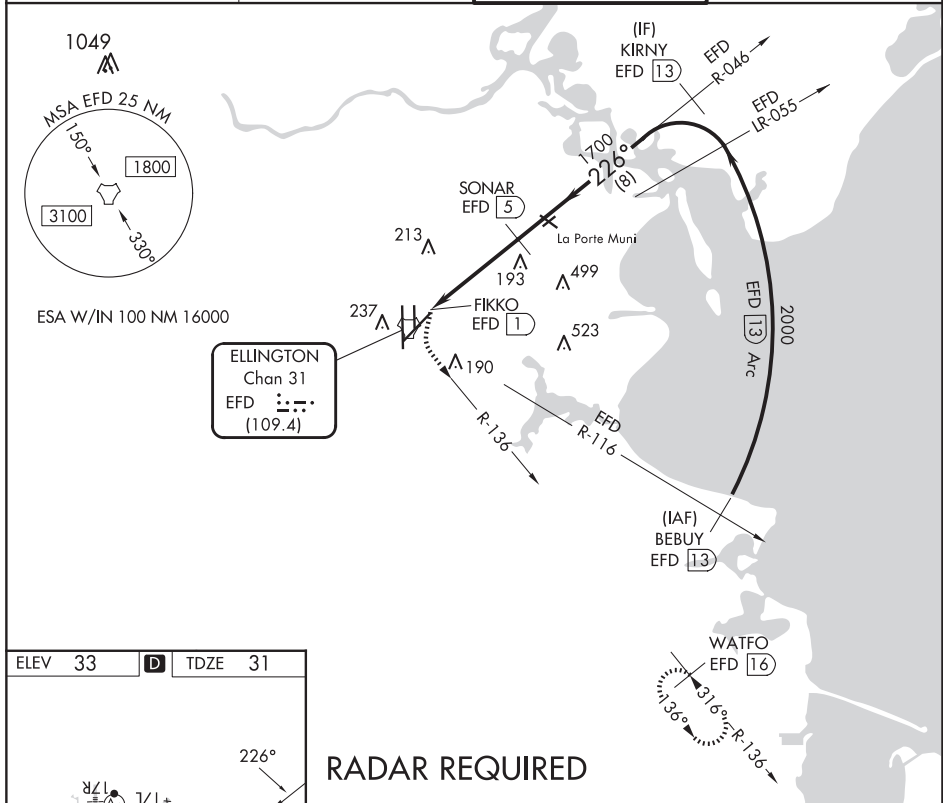 1049
MSA EFD 25 NM
150°
1800
3100
330°
ESA W/IN 100 NM 16000
(IF)
KIRNY
EFD 13
EFD
R-046
EFD
LR-055
1700
226°
(8)
SONAR
EFD 5
La Porte Muni
213
193
499
237
FIKKO
EFD 1
523
190
ELLINGTON
Chan 31
EFD
(109.4)
R-136
EFD
R-116
EFD 13 Arc
2000
(IAF)
BEBUY
EFD 13
WATFO
EFD 16
136°
316°
R-136
ELEV 33
D
TDZE 31
226°
17R
17L
RADAR REQUIRED